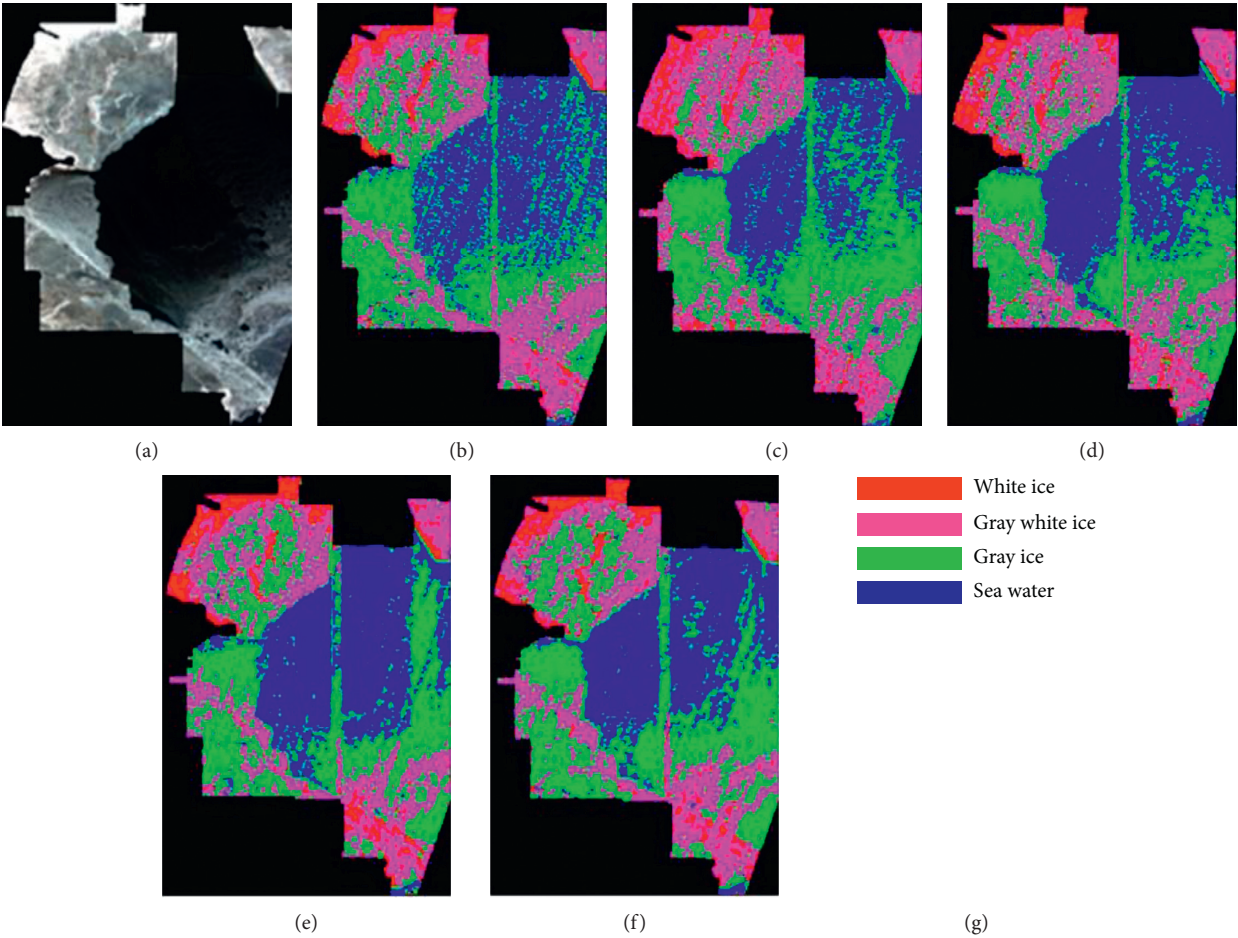 (a)
(b)
(c)
(d)
White ice
Gray white ice
Gray ice
Sea water
(e)
(f)
(g)